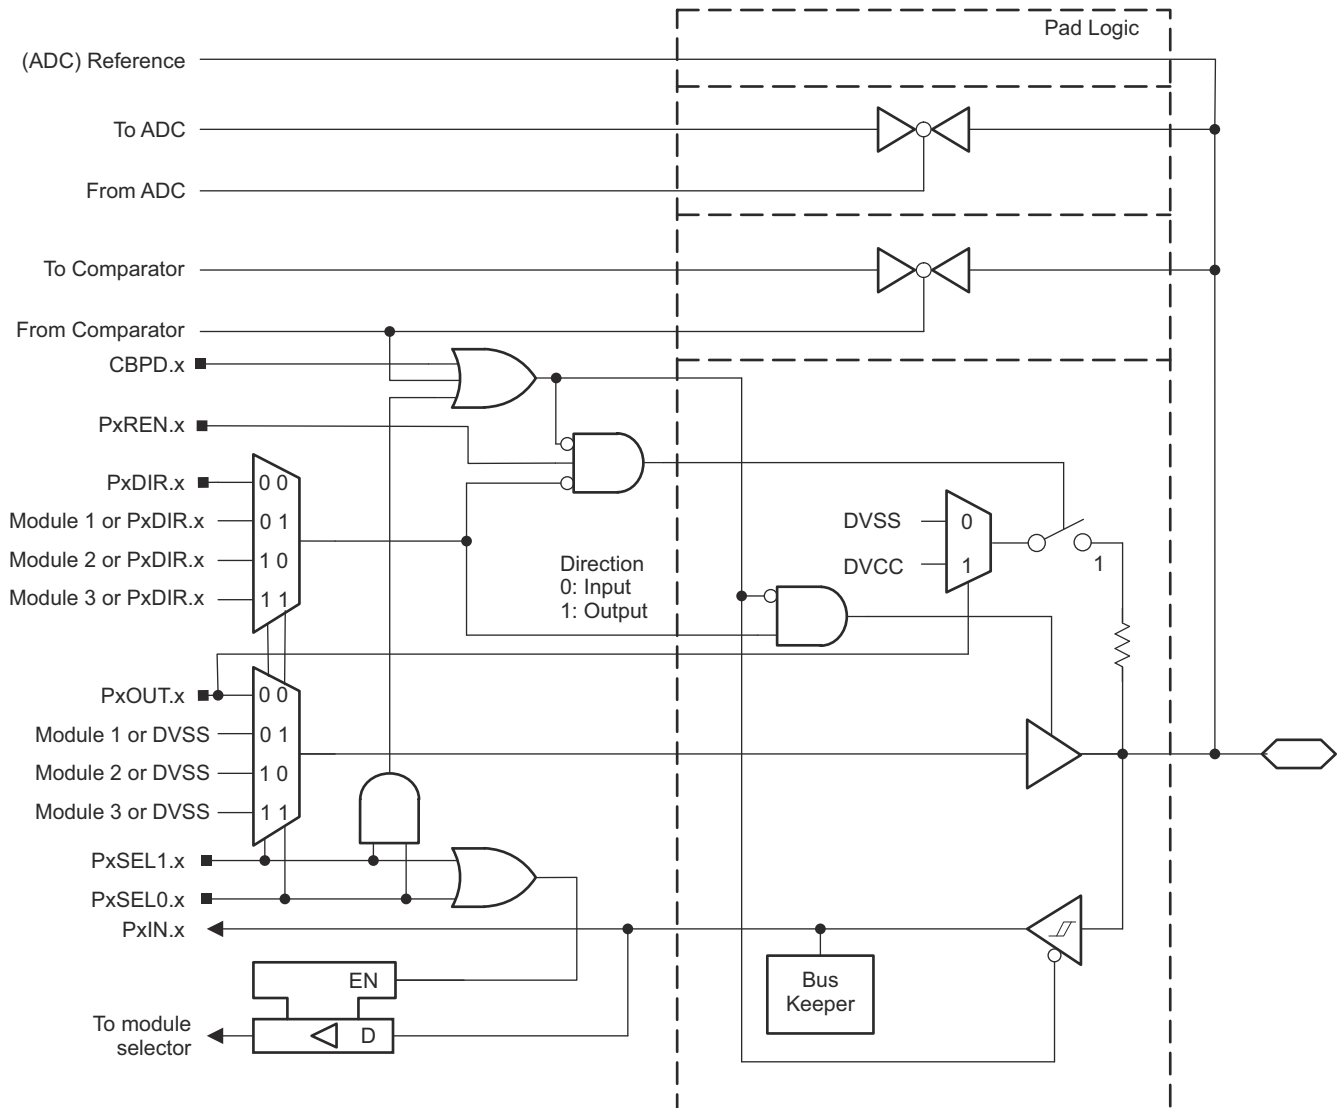 Pad Logic
(ADC) Reference
To ADC
From ADC
To Comparator
From Comparator
CBPD.x
PxREN.x
PxDIR.x
0 0
Module 1 or PxDIR.x
0 1
Module 2 or PxDIR.x
1 0
Module 3 or PxDIR.x
1 1
Direction
0: Input
1: Output
DVSS
0
DVCC
1
1
PxOUT.x
0 0
Module 1 or DVSS
0 1
Module 2 or DVSS
1 0
Module 3 or DVSS
1 1
PxSEL1.x
PxSEL0.x
PxIN.x
EN
D
To module
selector
Bus
Keeper